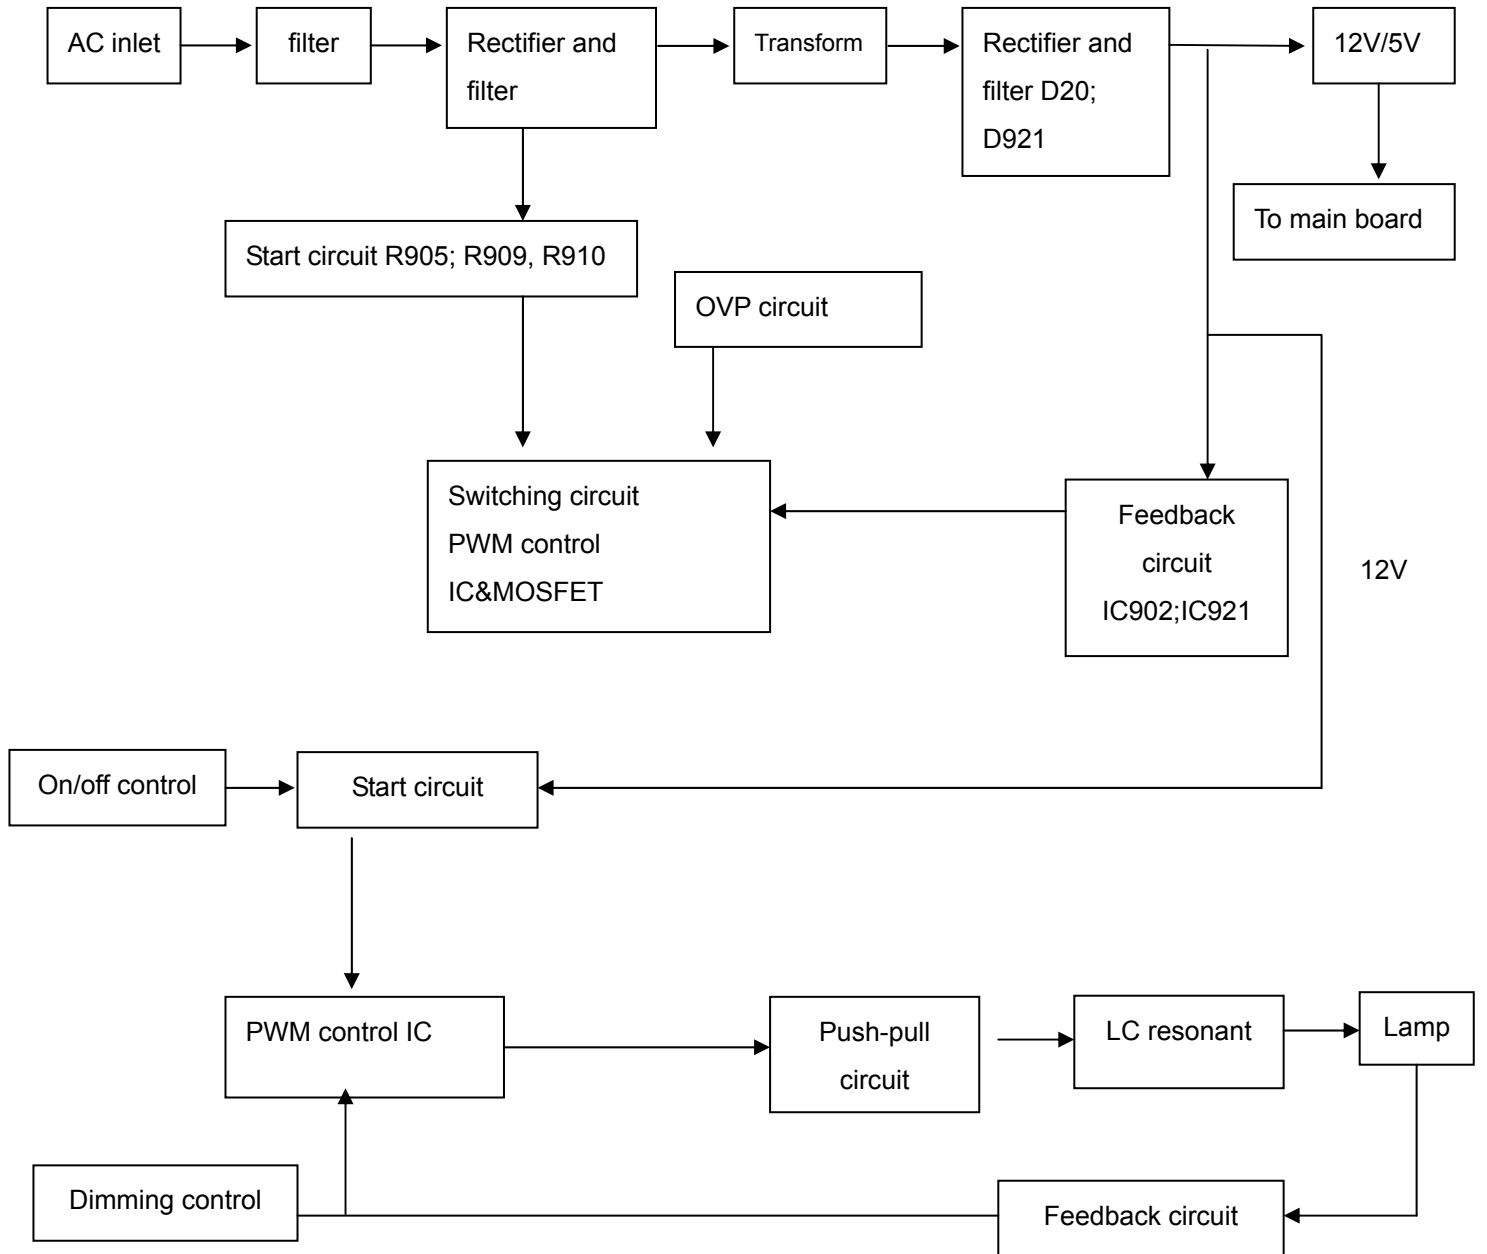 AC inlet
filter
Rectifier and
filter
Transform
Rectifier and
filter D20;
D921
12V/5V
To main board
Start circuit R905; R909, R910
OVP circuit
Switching circuit
PWM control
IC&MOSFET
Feedback
circuit
IC902;IC921
12V
On/off control
Start circuit
PWM control IC
Push-pull
circuit
LC resonant
Lamp
Dimming control
Feedback circuit